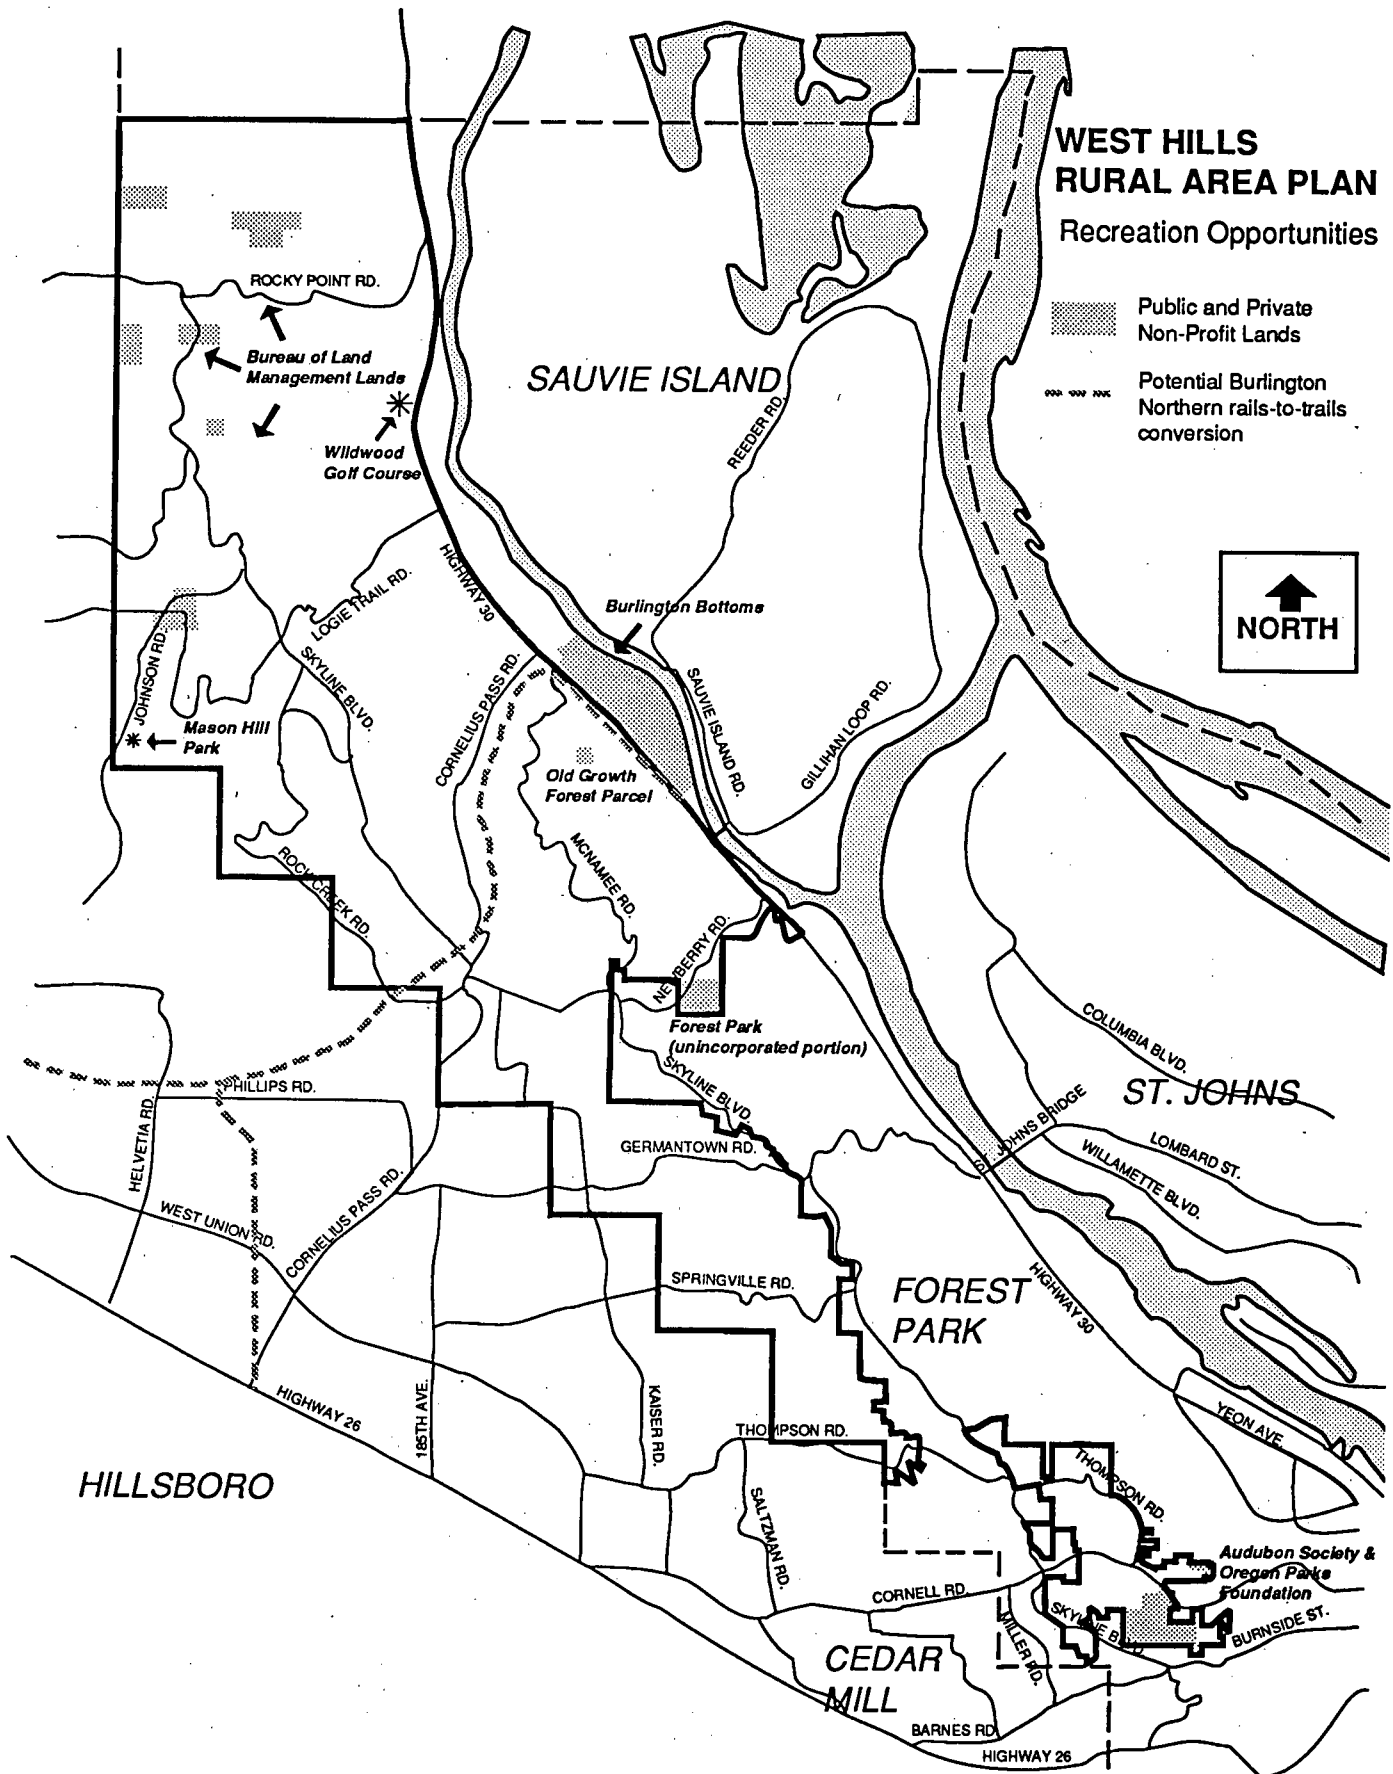 WEST HILLS
RURAL AREA PLAN
Recreation Opportunities
ROCKY POINT RD.
Public and Private
Non-Profit Lands
Bureau of Land
Management Lands
SAUVIE ISLAND
Potential Burlington
Northern rails-to-trails
conversion
REEDER RD.
Wildwood
Golf Course
HIGHWAY 30
LOGIE TRAIL RD.
Burlington Bottoms
NORTH
JOHNSON RD.
SKYLINE BLVD.
CORNELIUS PASS RD.
SAUVIE ISLAND RD.
GILLIHAN LOOP RD.
Mason Hill
Park
Old Growth
Forest Parcel
MCNAMEE RD.
ROCK CREEK RD.
NEWBERRY RD.
Forest Park
(unincorporated portion)
COLUMBIA BLVD.
SKYLINE BLVD.
PHILLIPS RD.
ST. JOHNS
HELVETIA RD.
ST. JOHNS BRIDGE
GERMANTOWN RD.
LOMBARD ST.
WILLAMETTE BLVD.
WEST UNION RD.
CORNELIUS PASS RD.
SPRINGVILLE RD.
FOREST
PARK
HIGHWAY 30
HIGHWAY 26
185TH AVE.
KAISER RD.
YEON AVE.
THOMPSON RD.
HILLSBORO
THOMPSON RD.
SALTZMAN RD.
Audubon Society &
Oregon Parks
Foundation
CORNELL RD.
SKYLINE BLVD.
MILLER RD.
BURNSIDE ST.
CEDAR
MILL
BARNES RD.
HIGHWAY 26